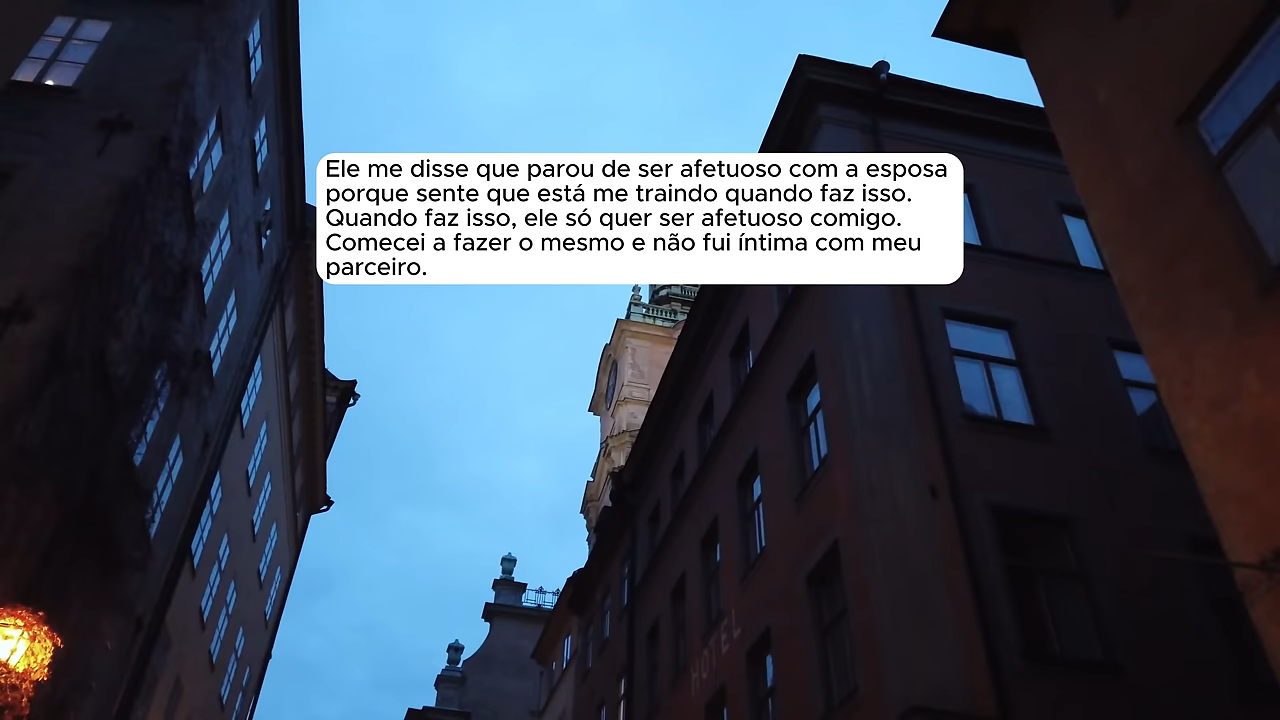 Ele me disse que parou de ser afetuoso com a esposa
porque sente que está me traindo quando faz isso.
Quando faz isso, ele só quer ser afetuoso comigo.
Comecei a fazer o mesmo e não fui íntima com meu
parceiro.
HOTEL